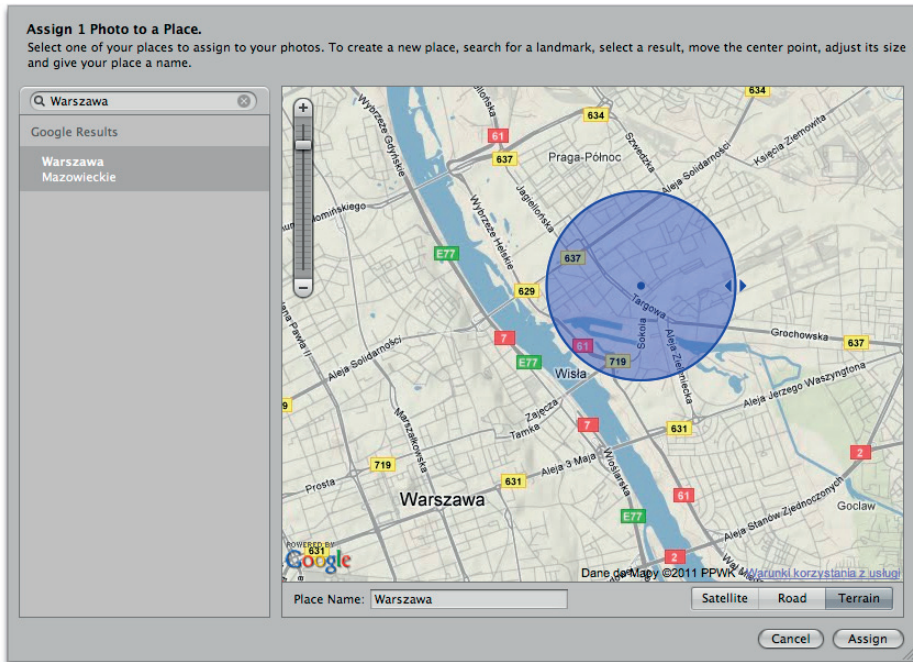 Assign 1 Photo to a Place.
Select one of your places to assign to your photos. To create a new place, search for a landmark, select a result, move the center point, adjust its size
and give your place a name.
Warszawa
Google Results
Warszawa
Mazowieckie
634
634
Wybrzeże Gdyńskie
61
637
Szwedzka
Praga-Północ
Księcia Ziemowita
Aleja Solidarności
Jagiellońska
Wybrzeże Helskie
E77
637
629
Targowa
Sokola
Grochowska
637
7
61
719
E77
Wisła
Aleja Zieleniecka
Aleja Jerzego Waszyngtona
Jana Pawła II
Aleja Solidarności
9
Marszałkowska
Zajęcza
Tamka
7
631
2
719
Aleja 3 Maja
Wioślarska
Prosta
631
61
Warszawa
E77
Goclaw
Aleja Stanów Zjednoczonych
2
631
POWERED BY
Google
Dane do Mapy ©2011 PPWK
Warunki korzystania z usługi
Place Name: Warszawa
Satellite Road Terrain
Cancel Assign